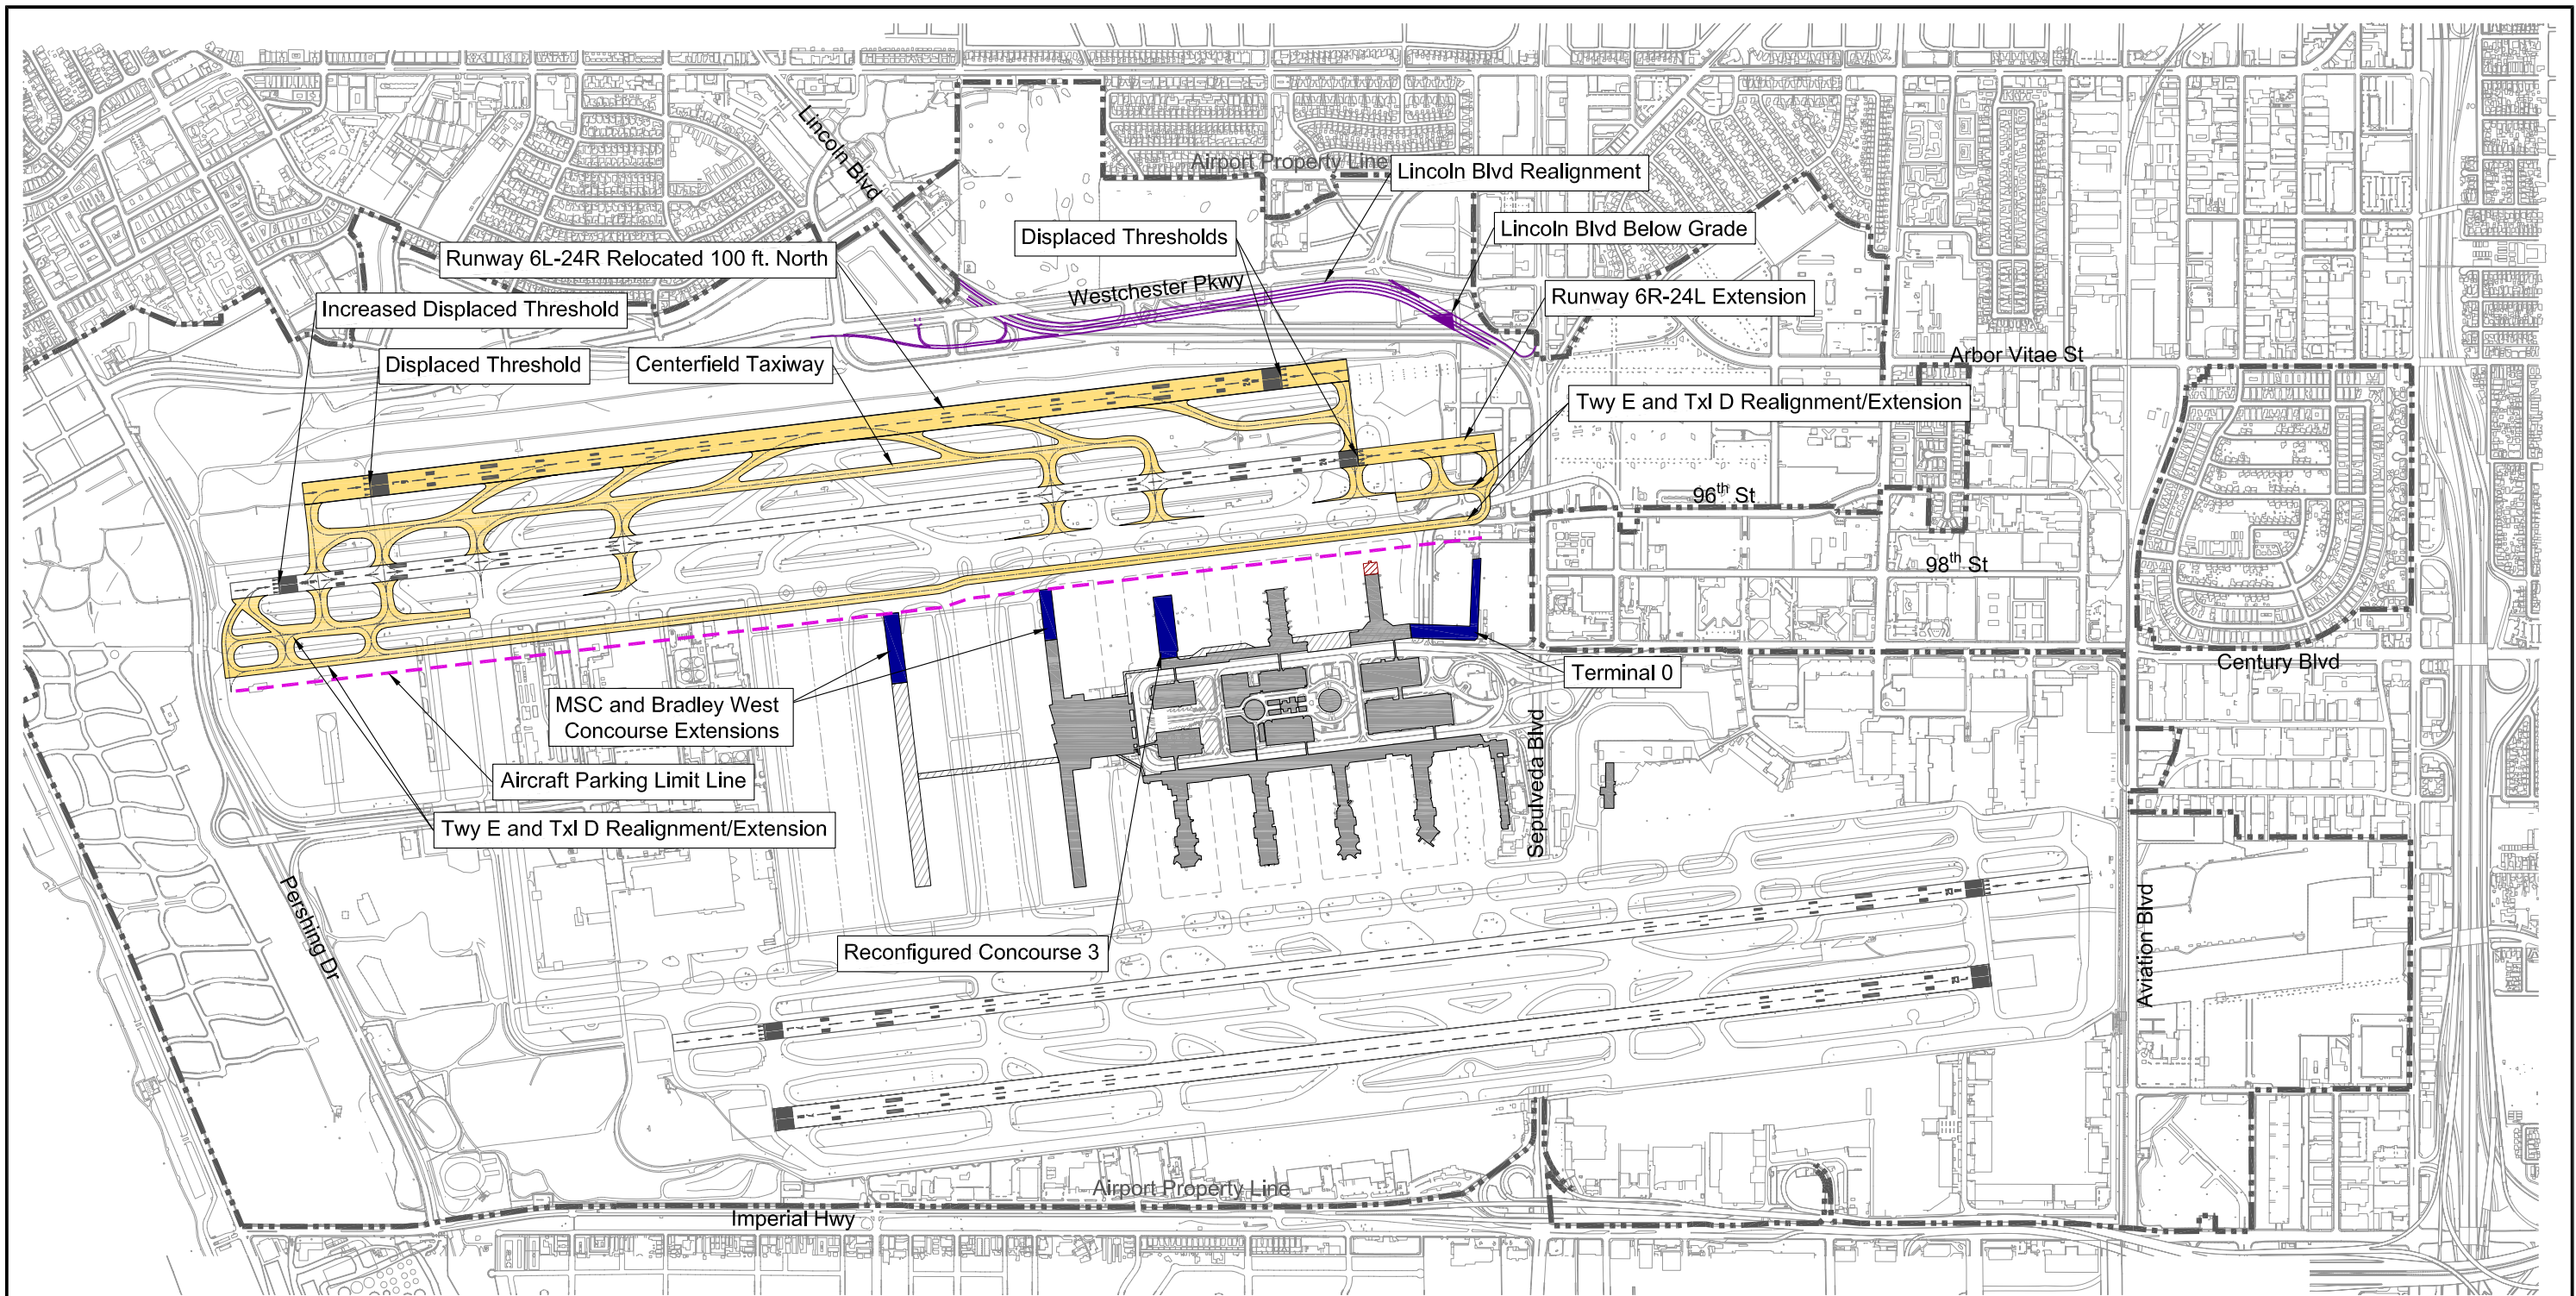 Lincoln Blvd
Airport Property Line
Lincoln Blvd Realignment
Displaced Thresholds
Lincoln Blvd Below Grade
Runway 6L-24R Relocated 100 ft. North
Westchester Pkwy
Runway 6R-24L Extension
Increased Displaced Threshold
Displaced Threshold
Centerfield Taxiway
Arbor Vitae St
Twy E and Txl D Realignment/Extension
96th St
98th St
Century Blvd
Terminal 0
MSC and Bradley West
Concourse Extensions
Sepulveda Blvd
Aircraft Parking Limit Line
Twy E and Txl D Realignment/Extension
Pershing Dr
Reconfigured Concourse 3
Aviation Blvd
Airport Property Line
Imperial Hwy